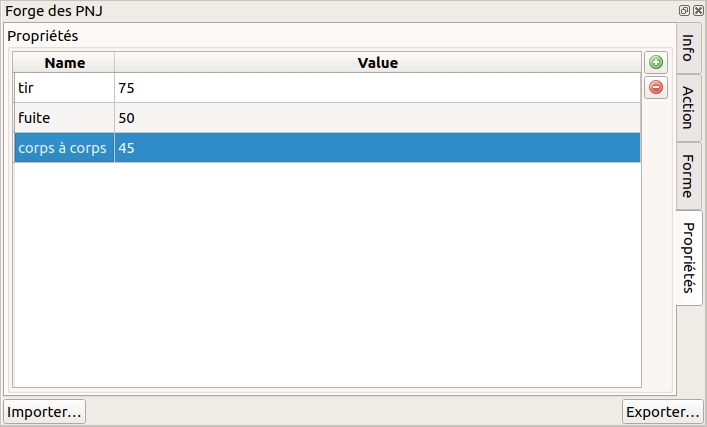 Forge des PNJ
Propriétés
Name Value
tir 75
fuite 50
corps à corps 45
Info
Action
Forme
Propriétés
Importer...
Exporter...